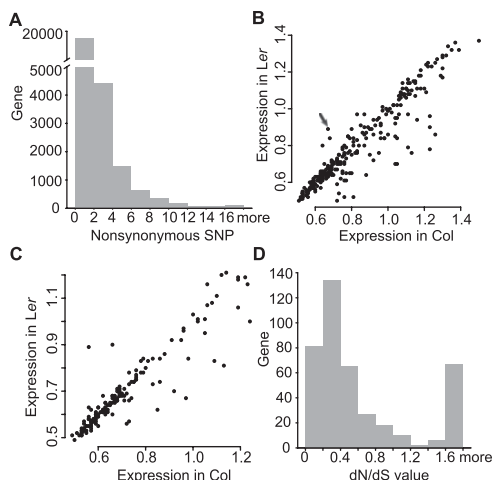 A
20000
5000
4000
3000
2000
1000
0
Gene
0 2 4 6 8 10 12 14 16 more
Nonsynonymous SNP
B
1.4
1.2
1.0
0.8
0.6
Expression in Ler
0.6 0.8 1.0 1.2 1.4
Expression in Col
C
1.1
0.9
0.7
0.5
Expression in Ler
0.6 0.8 1.0 1.2
Expression in Col
D
140
120
100
80
60
40
20
0
Gene
0 0.4 0.8 1.2 1.6 more
dN/dS value